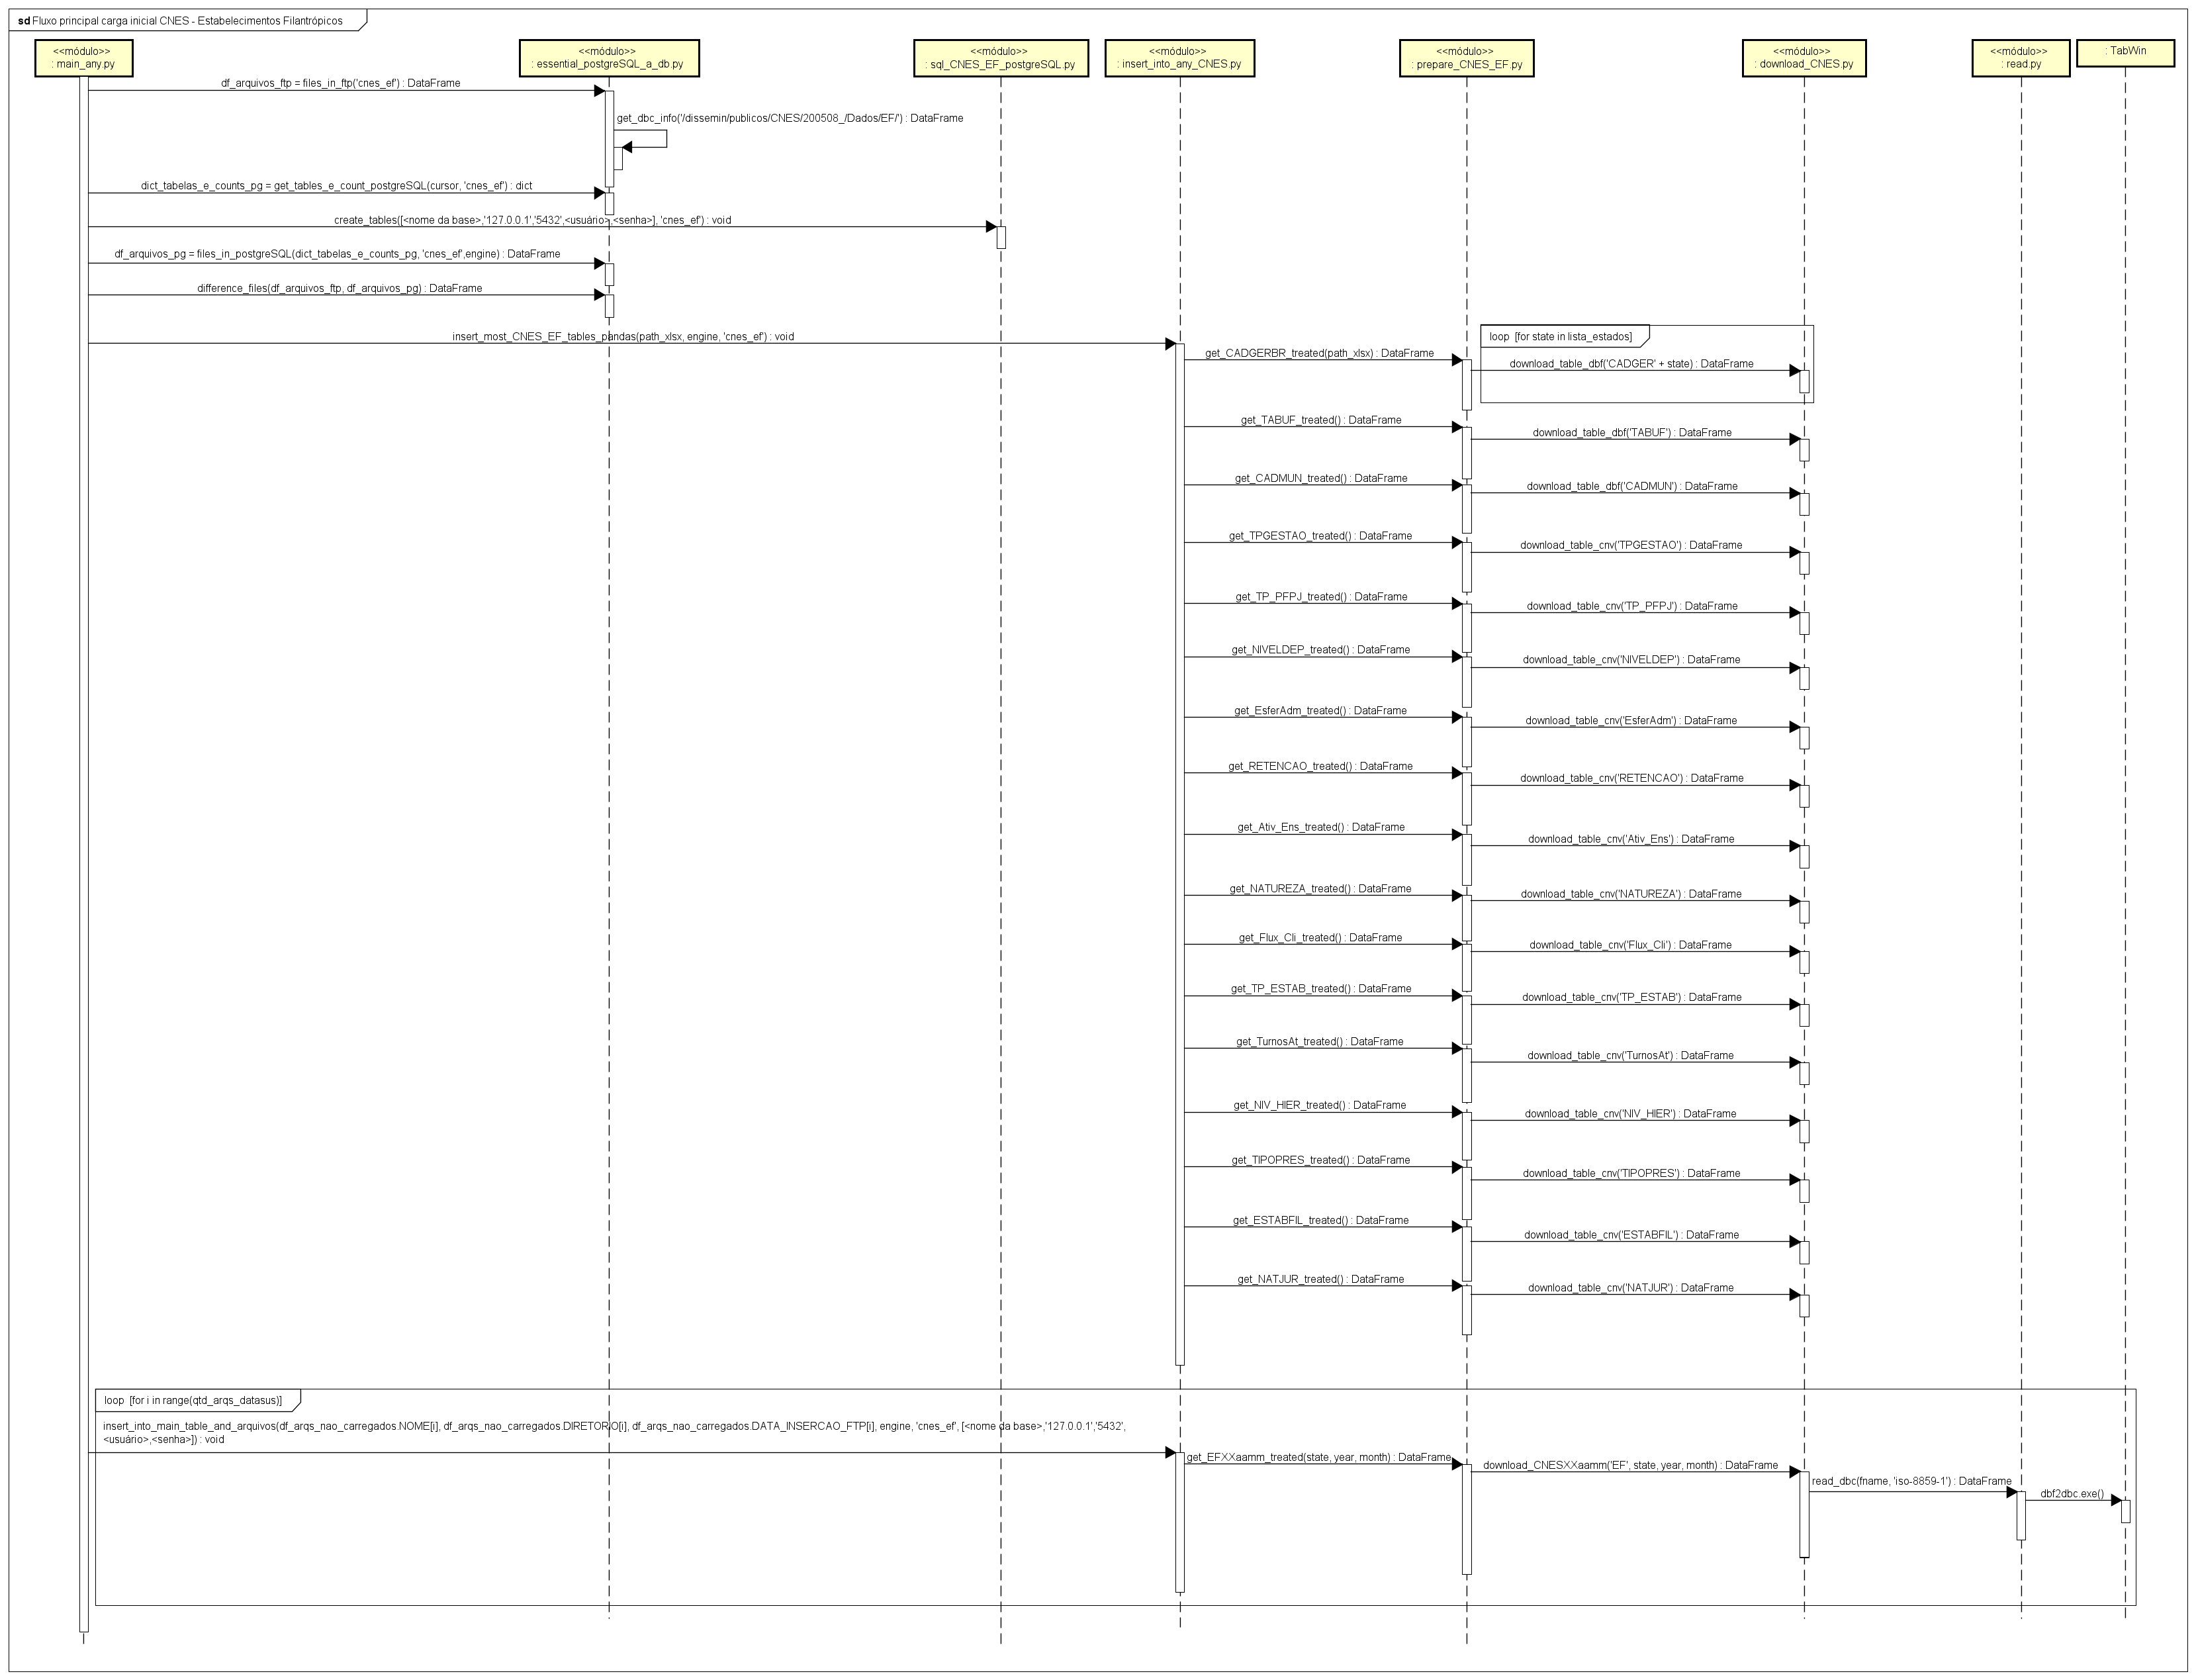 sd Fluxo principal carga inicial CNES - Estabelecimentos Filantrópicos
<<módulo>>
: main_any.py
<<módulo>>
: essential_postgreSQL_a_db.py
<<módulo>>
: sql_CNES_EF_postgreSQL.py
<<módulo>>
: insert_into_any_CNES.py
<<módulo>>
: prepare_CNES_EF.py
<<módulo>>
: download_CNES.py
<<módulo>>
: read.py
: TabWin
df_arquivos_ftp = files_in_ftp('cnes_ef') : DataFrame
get_dbc_info('/dissemin/publicos/CNES/200508_/Dados/EF/') : DataFrame
dict_tabelas_e_counts_pg = get_tables_e_count_postgreSQL(cursor, 'cnes_ef') : dict
create_tables([<nome da base>,'127.0.0.1','5432',<usuário>,<senha>], 'cnes_ef') : void
df_arquivos_pg = files_in_postgreSQL(dict_tabelas_e_counts_pg, 'cnes_ef',engine) : DataFrame
difference_files(df_arquivos_ftp, df_arquivos_pg) : DataFrame
insert_most_CNES_EF_tables_pandas(path_xlsx, engine, 'cnes_ef') : void
loop [for state in lista_estados]
get_CADGERBR_treated(path_xlsx) : DataFrame
download_table_dbf('CADGER' + state) : DataFrame
get_TABUF_treated() : DataFrame
download_table_dbf('TABUF') : DataFrame
get_CADMUN_treated() : DataFrame
download_table_dbf('CADMUN') : DataFrame
get_TPGESTAO_treated() : DataFrame
download_table_cnv('TPGESTAO') : DataFrame
get_TP_PFPJ_treated() : DataFrame
download_table_cnv('TP_PFPJ') : DataFrame
get_NIVELDEP_treated() : DataFrame
download_table_cnv('NIVELDEP') : DataFrame
get_EsferAdm_treated() : DataFrame
download_table_cnv('EsferAdm') : DataFrame
get_RETENCAO_treated() : DataFrame
download_table_cnv('RETENCAO') : DataFrame
get_Ativ_Ens_treated() : DataFrame
download_table_cnv('Ativ_Ens') : DataFrame
get_NATUREZA_treated() : DataFrame
download_table_cnv('NATUREZA') : DataFrame
get_Flux_Cli_treated() : DataFrame
download_table_cnv('Flux_Cli') : DataFrame
get_TP_ESTAB_treated() : DataFrame
download_table_cnv('TP_ESTAB') : DataFrame
get_TurnosAt_treated() : DataFrame
download_table_cnv('TurnosAt') : DataFrame
get_NIV_HIER_treated() : DataFrame
download_table_cnv('NIV_HIER') : DataFrame
get_TIPOPRES_treated() : DataFrame
download_table_cnv('TIPOPRES') : DataFrame
get_ESTABFIL_treated() : DataFrame
download_table_cnv('ESTABFIL') : DataFrame
get_NATJUR_treated() : DataFrame
download_table_cnv('NATJUR') : DataFrame
loop [for i in range(qtd_arqs_datasus)]
insert_into_main_table_and_arquivos(df_arqs_nao_carregados.NOME[i], df_arqs_nao_carregados.DIRETORIO[i], df_arqs_nao_carregados.DATA_INSERCAO_FTP[i], engine, 'cnes_ef', [<nome da base>,'127.0.0.1','5432',
<usuário>,<senha>]) : void
get_EFXXaamm_treated(state, year, month) : DataFrame
download_CNESXXaamm('EF', state, year, month) : DataFrame
read_dbc(fname, 'iso-8859-1') : DataFrame
dbf2dbc.exe()